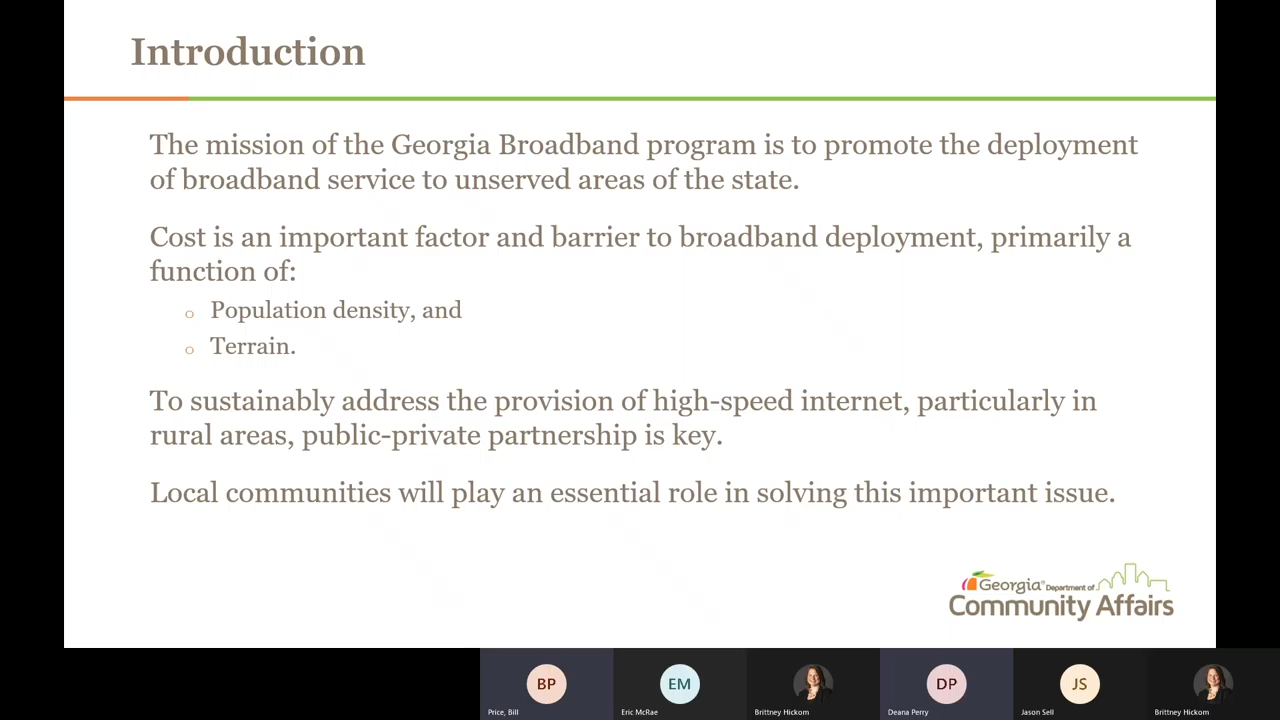 Introduction
The mission of the Georgia Broadband program is to promote the deployment
of broadband service to unserved areas of the state.
Cost is an important factor and barrier to broadband deployment, primarily a
function of:
o Population density, and
o Terrain.
To sustainably address the provision of high-speed internet, particularly in
rural areas, public-private partnership is key.
Local communities will play an essential role in solving this important issue.
Georgia® Department of
Community Affairs
BP
EM
DP
JS
Price, Bill
Eric McRae
Brittney Hickom
Deana Perry
Jason Sell
Brittney Hickom